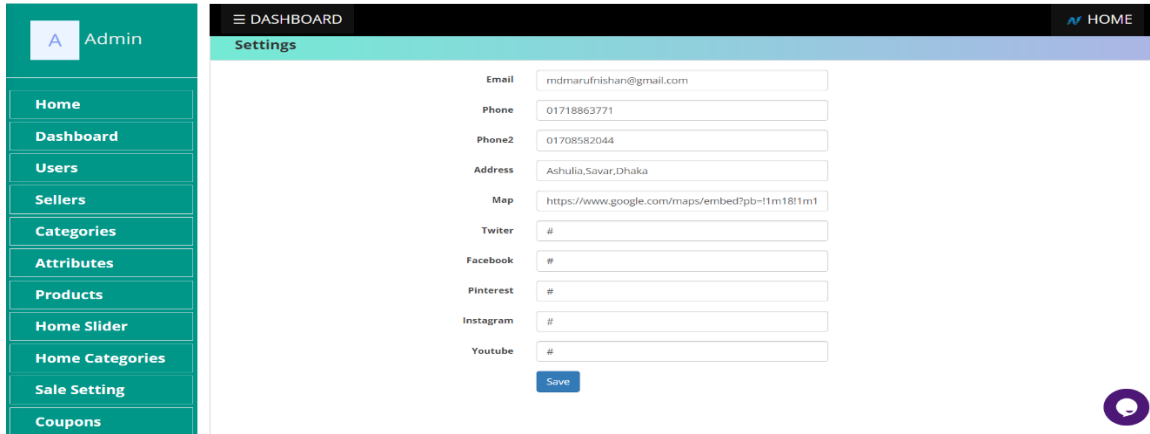 A Admin
Home
Dashboard
Users
Sellers
Categories
Attributes
Products
Home Slider
Home Categories
Sale Setting
Coupons
☰ DASHBOARD
HOME
Settings
Email mdmarufnishan@gmail.com
Phone 01718863771
Phone2 01708582044
Address Ashulia,Savar,Dhaka
Map https://www.google.com/maps/embed?pb=!1m18!1m1
Twiter #
Facebook #
Pinterest #
Instagram #
Youtube #
Save